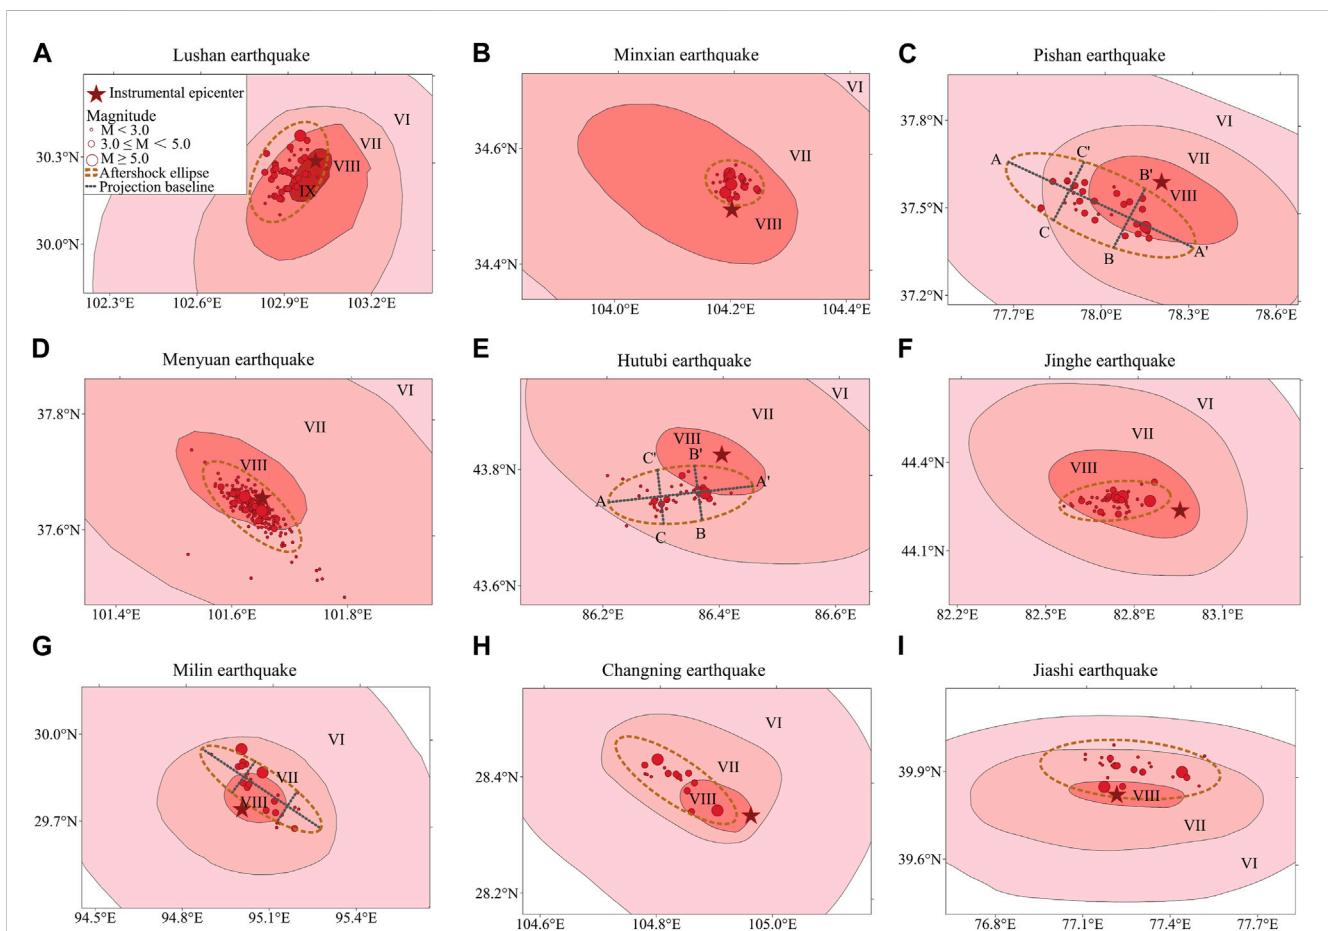 A
Lushan earthquake
Instrumental epicenter
Magnitude
M < 3.0
3.0 ≤ M < 5.0
M ≥ 5.0
Aftershock ellipse
Projection baseline
VI
VII
VIII
IX
30.3°N
30.0°N
102.3°E 102.6°E 102.9°E 103.2°E
B
Minxian earthquake
VI
VII
VIII
34.6°N
34.4°N
104.0°E 104.2°E 104.4°E
C
Pishan earthquake
VI
VII
VIII
A C' B'
C B A'
37.8°N
37.5°N
37.2°N
77.7°E 78.0°E 78.3°E 78.6°E
D
Menyuan earthquake
VI
VII
VIII
37.8°N
37.6°N
101.4°E 101.6°E 101.8°E
E
Hutubi earthquake
VI
VII
VIII
C' B' A'
A
C B
43.8°N
43.6°N
86.2°E 86.4°E 86.6°E
F
Jinghe earthquake
VI
VII
VIII
44.4°N
44.1°N
82.2°E 82.5°E 82.8°E 83.1°E
G
Milin earthquake
VI
VII
VIII
30.0°N
29.7°N
94.5°E 94.8°E 95.1°E 95.4°E
H
Changning earthquake
VI
VII
VIII
28.4°N
28.2°N
104.6°E 104.8°E 105.0°E
I
Jiashi earthquake
VIII
VII
VI
39.9°N
39.6°N
76.8°E 77.1°E 77.4°E 77.7°E